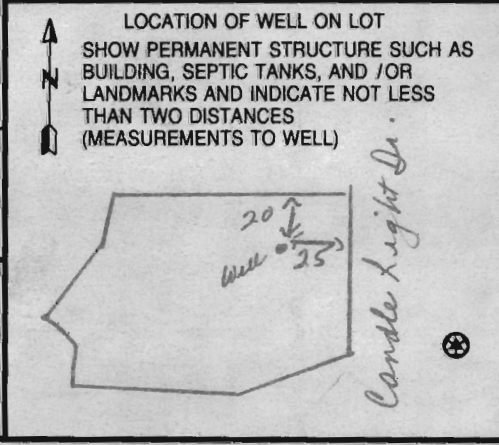 LOCATION OF WELL ON LOT
SHOW PERMANENT STRUCTURE SUCH AS
BUILDING, SEPTIC TANKS, AND /OR
LANDMARKS AND INDICATE NOT LESS
THAN TWO DISTANCES
(MEASUREMENTS TO WELL)
N
20
Well
25
Candle Light Dr.